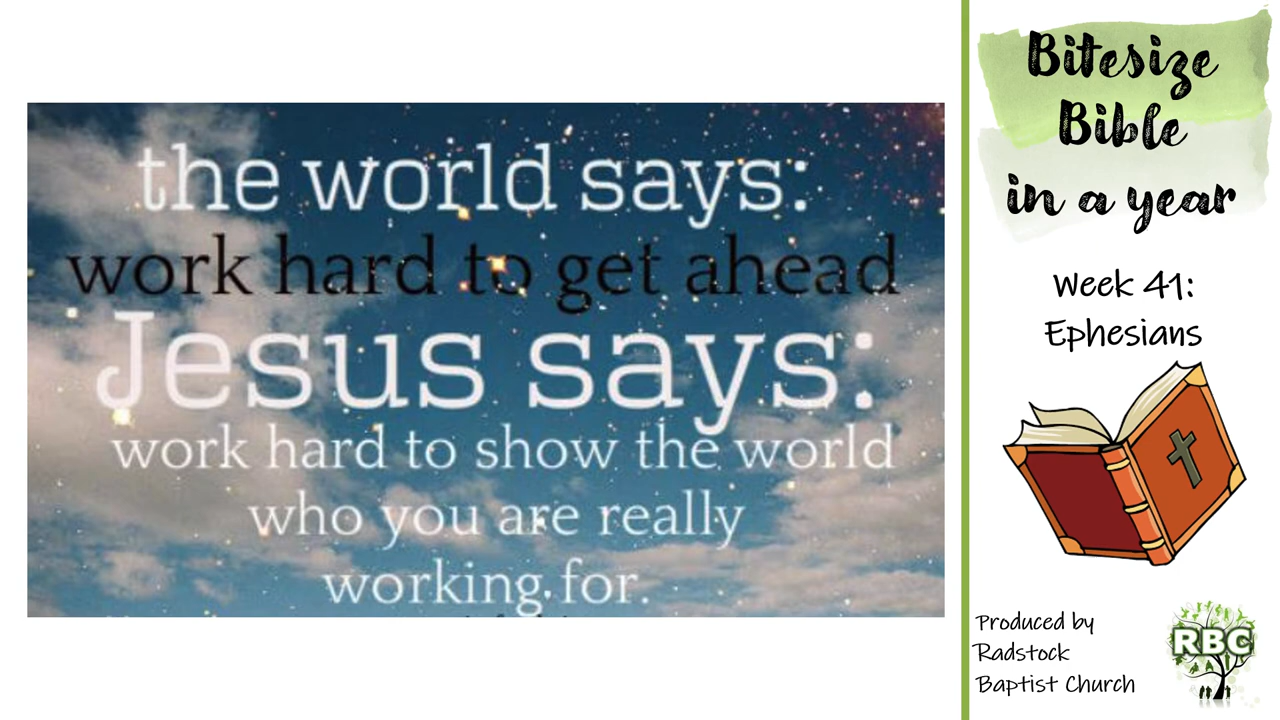 the world says:
work hard to get ahead
Jesus says:
work hard to show the world
who you are really
working for.
Bitesize
Bible
in a year
Week 41:
Ephesians
Produced by
Radstock
Baptist Church
RBC